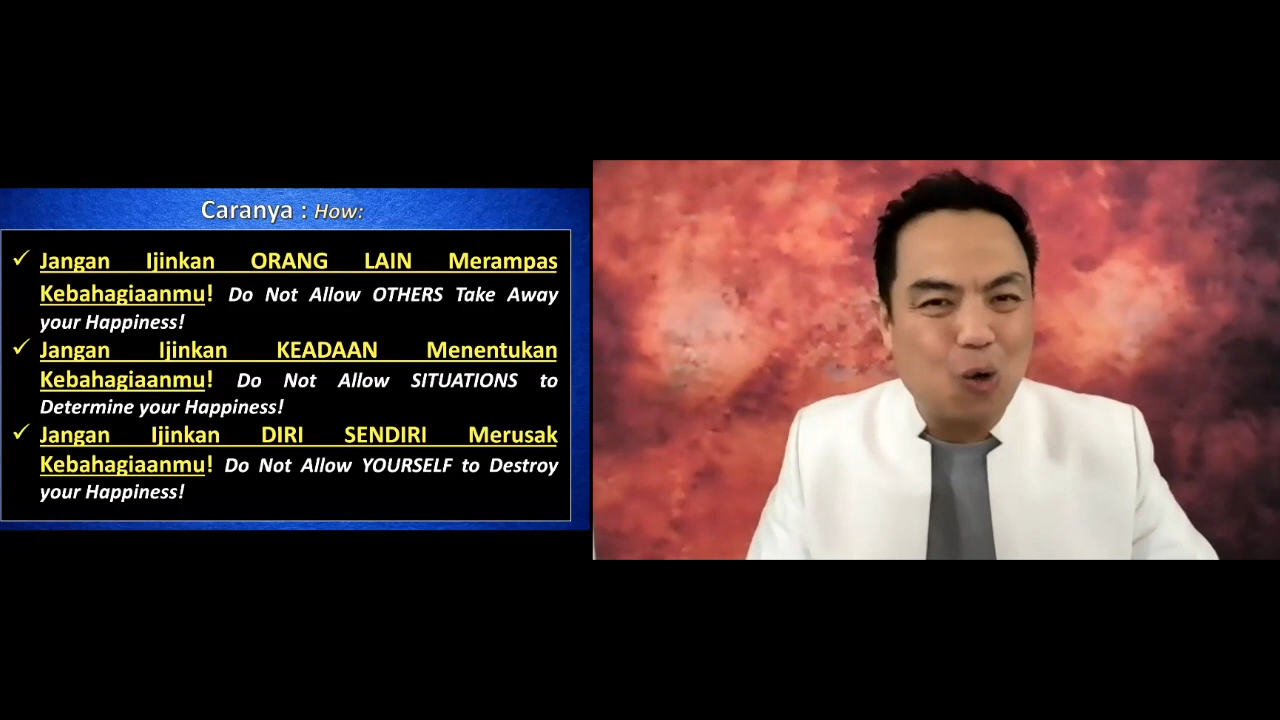 Caranya : How:
✓ Jangan Ijinkan ORANG LAIN Merampas
Kebahagiaanmu! Do Not Allow OTHERS Take Away
your Happiness!
✓ Jangan Ijinkan KEADAAN Menentukan
Kebahagiaanmu! Do Not Allow SITUATIONS to
Determine your Happiness!
✓ Jangan Ijinkan DIRI SENDIRI Merusak
Kebahagiaanmu! Do Not Allow YOURSELF to Destroy
your Happiness!